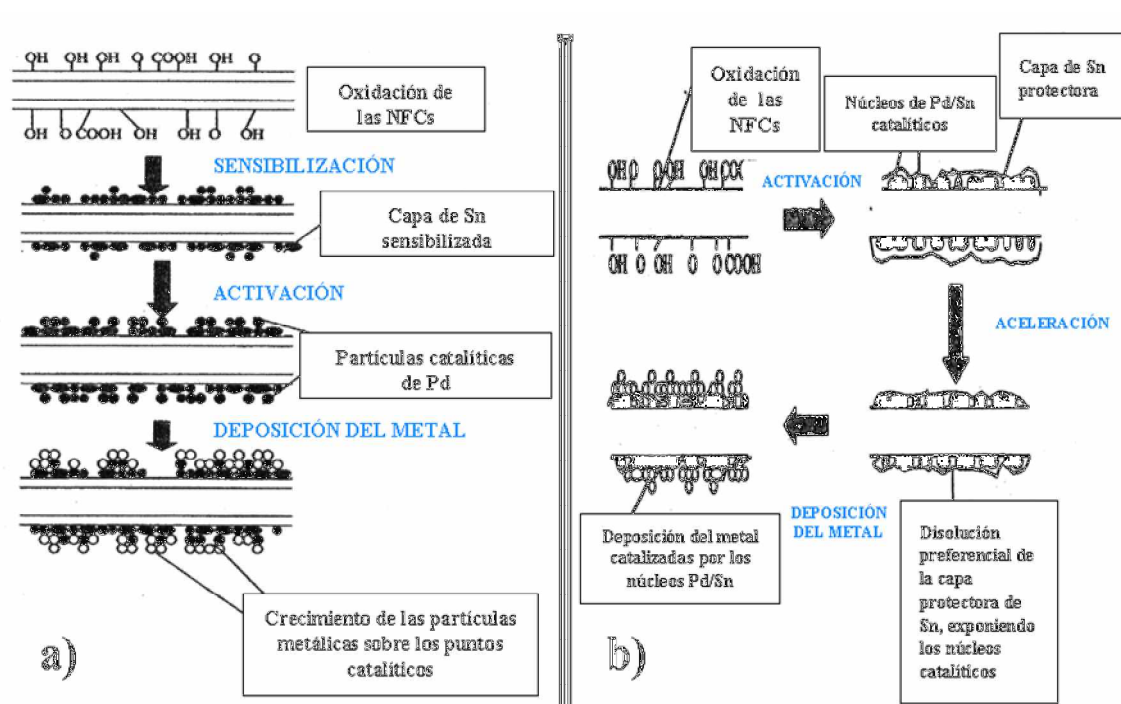 OH OH OH O COOH OH O
OH O COOH OH OH O OH
Oxidación de
las NFCs
SENSIBILIZACIÓN
Capa de Sn
sensibilizada
ACTIVACIÓN
Partículas catalíticas
de Pd
DEPOSICIÓN DEL METAL
Crecimiento de las partículas
metálicas sobre los puntos
catalíticos
a)
Oxidación
de las
NFCs
Núcleos de Pd/Sn
catalíticos
Capa de Sn
protectora
OH O O OH OH
OH O OH O COOH
ACTIVACIÓN
ACELERACIÓN
DEPOSICIÓN
DEL METAL
Deposición del metal
catalizadas por los
núcleos Pd/Sn
Disolución
preferencial de
la capa
protectora de
Sn, exponiendo
los núcleos
catalíticos
b)